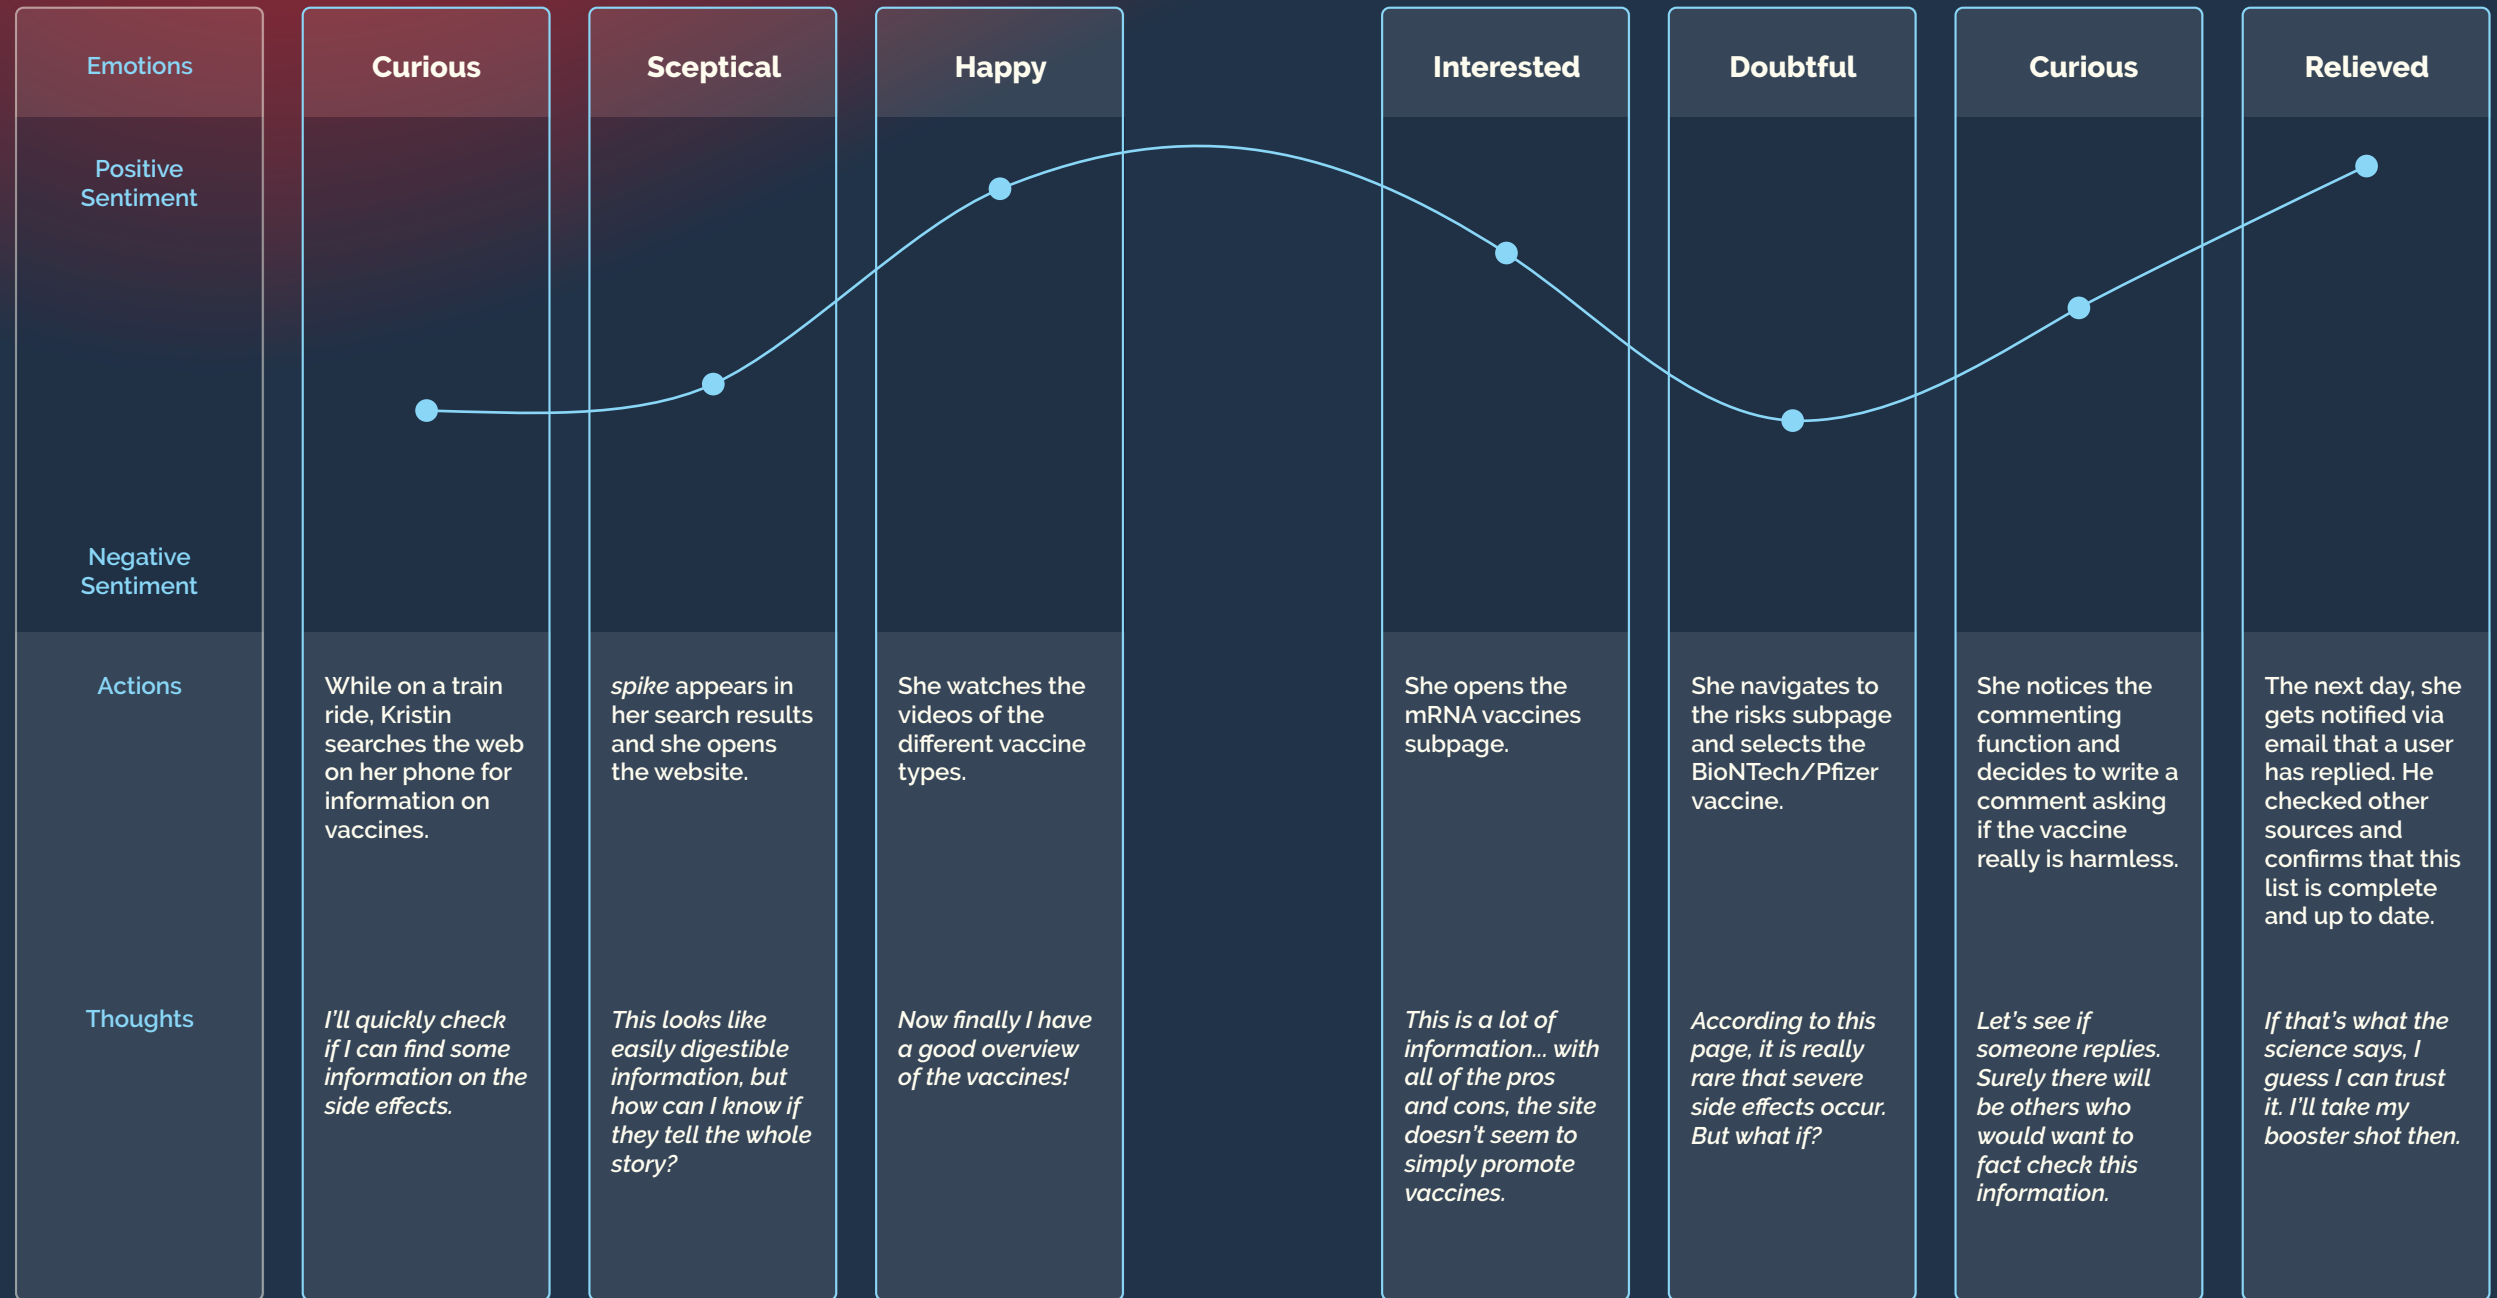 Emotions
Curious
Sceptical
Happy
Interested
Doubtful
Curious
Relieved
Positive
Sentiment
Negative
Sentiment
Actions
While on a train
ride, Kristin
searches the web
on her phone for
information on
vaccines.
spike appears in
her search results
and she opens
the website.
She watches the
videos of the
different vaccine
types.
She opens the
mRNA vaccines
subpage.
She navigates to
the risks subpage
and selects the
BioNTech/Pfizer
vaccine.
She notices the
commenting
function and
decides to write a
comment asking
if the vaccine
really is harmless.
The next day, she
gets notified via
email that a user
has replied. He
checked other
sources and
confirms that this
list is complete
and up to date.
Thoughts
I’ll quickly check
if I can find some
information on the
side effects.
This looks like
easily digestible
information, but
how can I know if
they tell the whole
story?
Now finally I have
a good overview
of the vaccines!
This is a lot of
information... with
all of the pros
and cons, the site
doesn’t seem to
simply promote
vaccines.
According to this
page, it is really
rare that severe
side effects occur.
But what if?
Let’s see if
someone replies.
Surely there will
be others who
would want to
fact check this
information.
If that’s what the
science says, I
guess I can trust
it. I’ll take my
booster shot then.